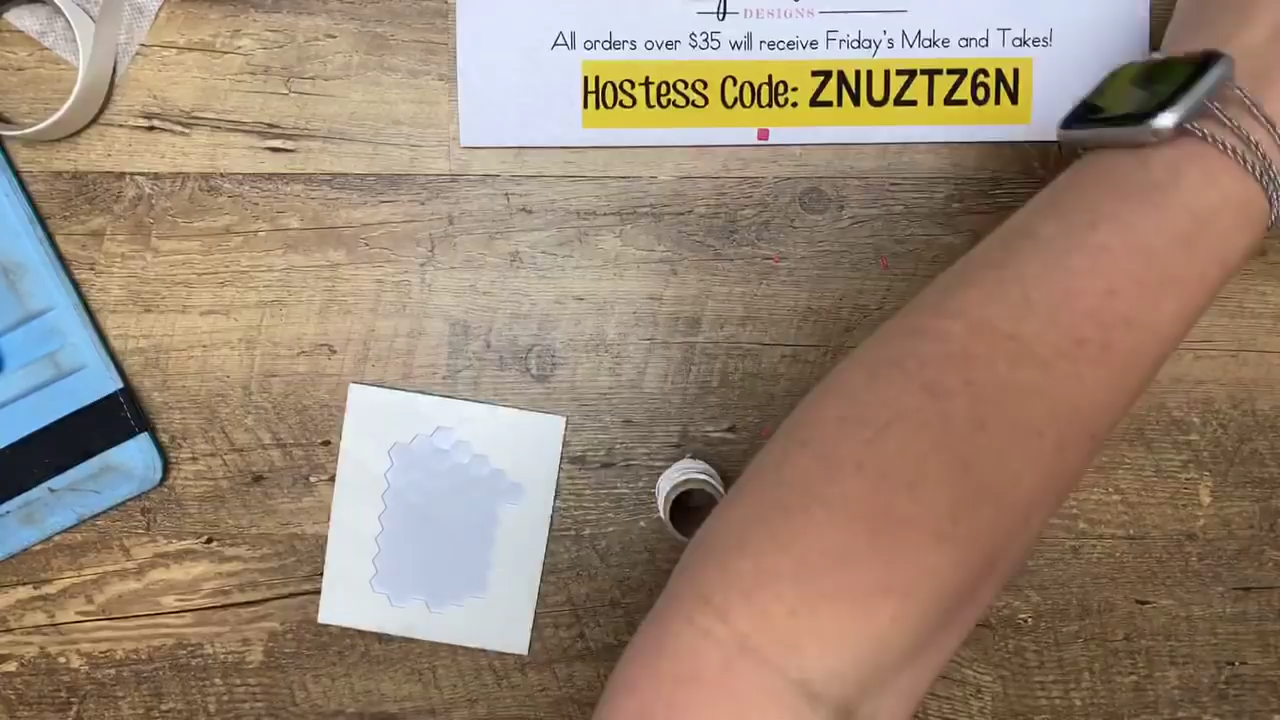 DESIGNS
All orders over $35 will receive Friday's Make and Takes!
Hostess Code: ZNUZTZ6N